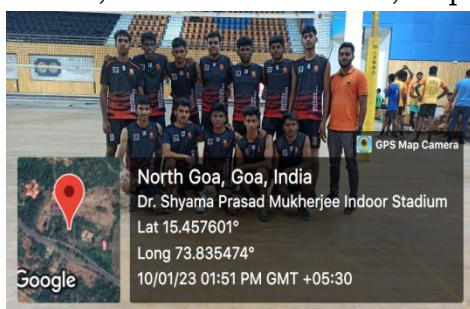 GPS Map Camera
North Goa, Goa, India
Dr. Shyama Prasad Mukherjee Indoor Stadium
Lat 15.457601°
Long 73.835474°
10/01/23 01:51 PM GMT +05:30
Google